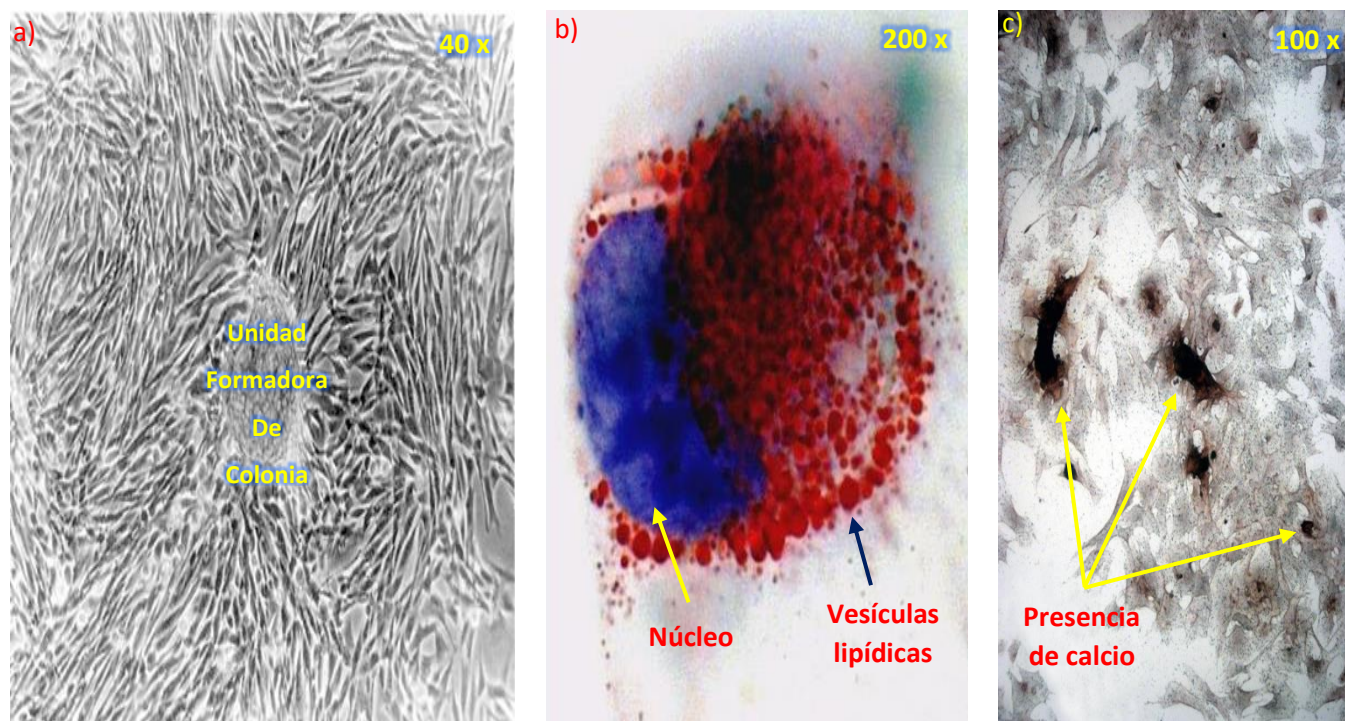 a)
40 x
Unidad
Formadora
De
Colonia
b)
200 x
Núcleo
Vesículas
lipídicas
c)
100 x
Presencia
de calcio